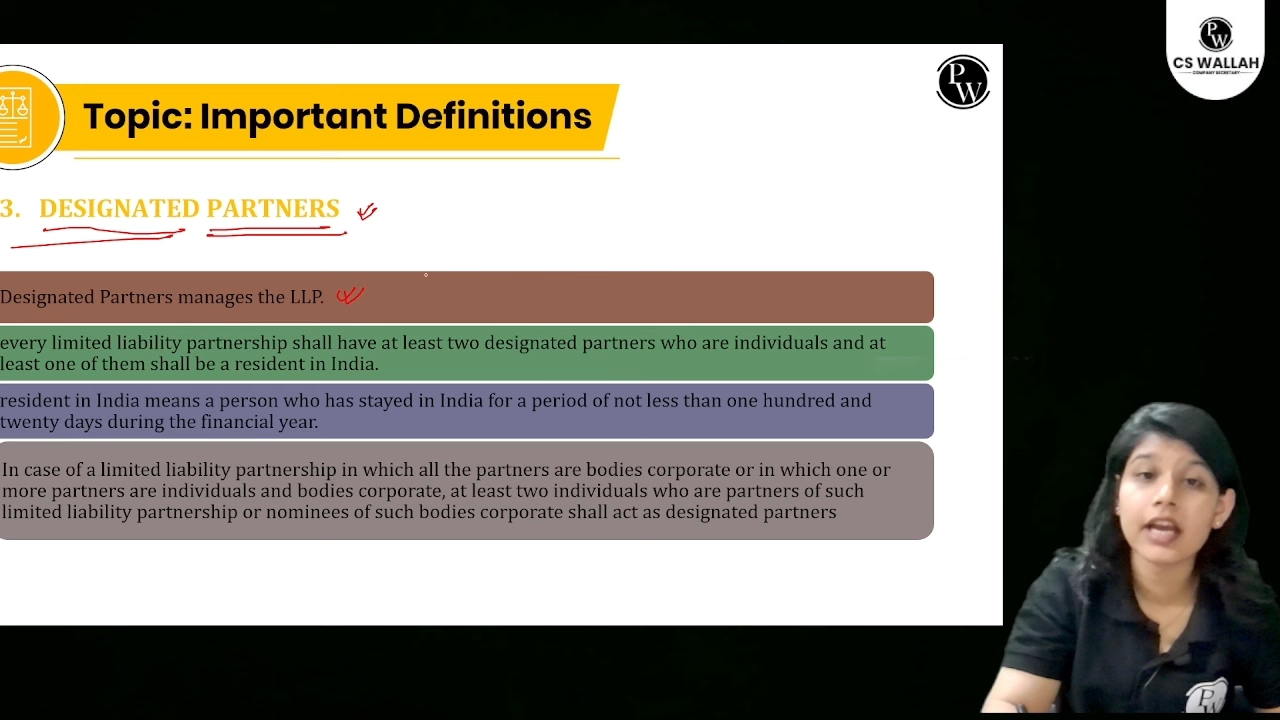 PW
CS WALLAH
COMPANY SECRETARY
PW
Topic: Important Definitions
3. DESIGNATED PARTNERS
Designated Partners manages the LLP.
every limited liability partnership shall have at least two designated partners who are individuals and at
least one of them shall be a resident in India.
resident in India means a person who has stayed in India for a period of not less than one hundred and
twenty days during the financial year.
In case of a limited liability partnership in which all the partners are bodies corporate or in which one or
more partners are individuals and bodies corporate, at least two individuals who are partners of such
limited liability partnership or nominees of such bodies corporate shall act as designated partners
PW